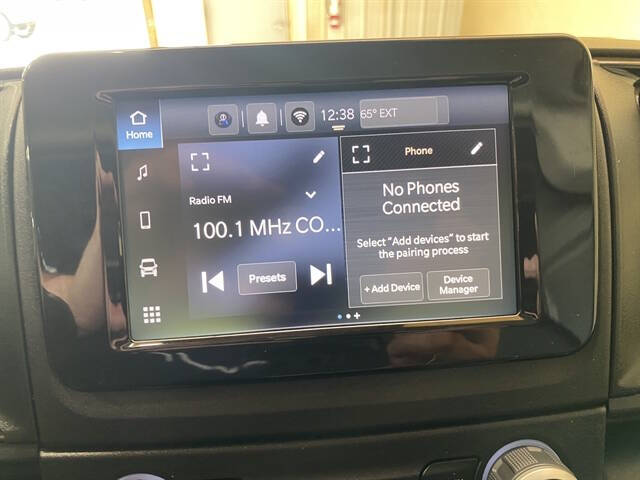 12:38 65° EXT
Home
Radio FM
100.1 MHz CO...
Presets
Phone
No Phones
Connected
Select "Add devices" to start
the pairing process
+ Add Device
Device
Manager